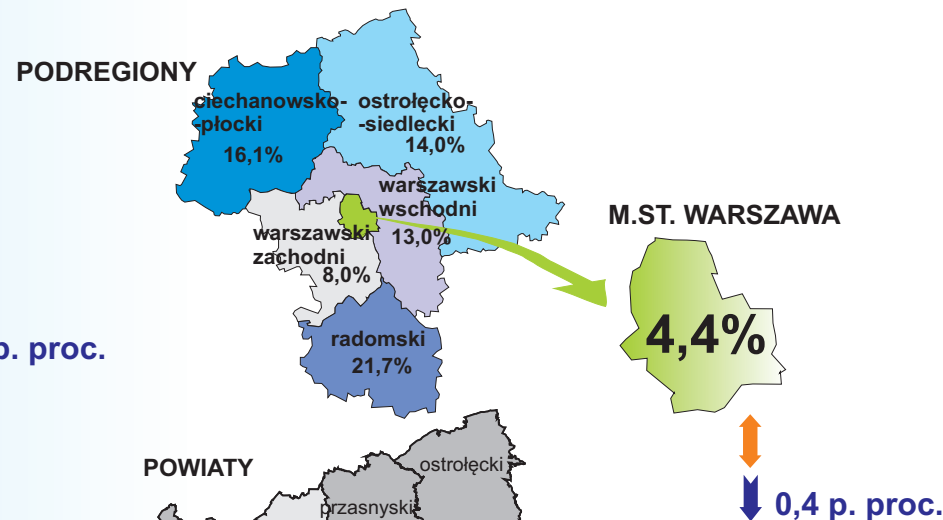 PODREGIONY
ciechanowsko-
-płocki
16,1%
ostrołęcko-
-siedlecki
14,0%
warszawski
wschodni
13,0%
warszawski
zachodni
8,0%
radomski
21,7%
M.ST. WARSZAWA
4,4%
p. proc.
POWIATY
ostrołęcki
przasnyski
0,4 p. proc.